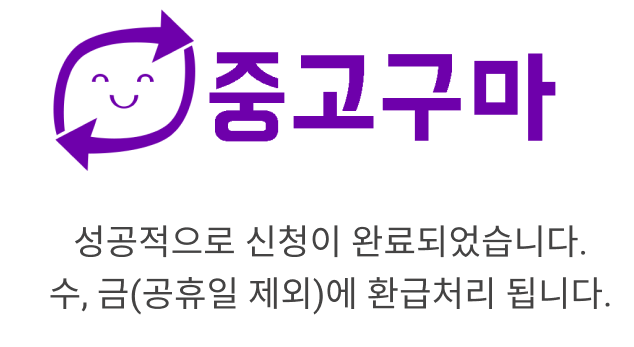 중고구마
성공적으로 신청이 완료되었습니다.
수, 금(공휴일 제외)에 환급처리 됩니다.